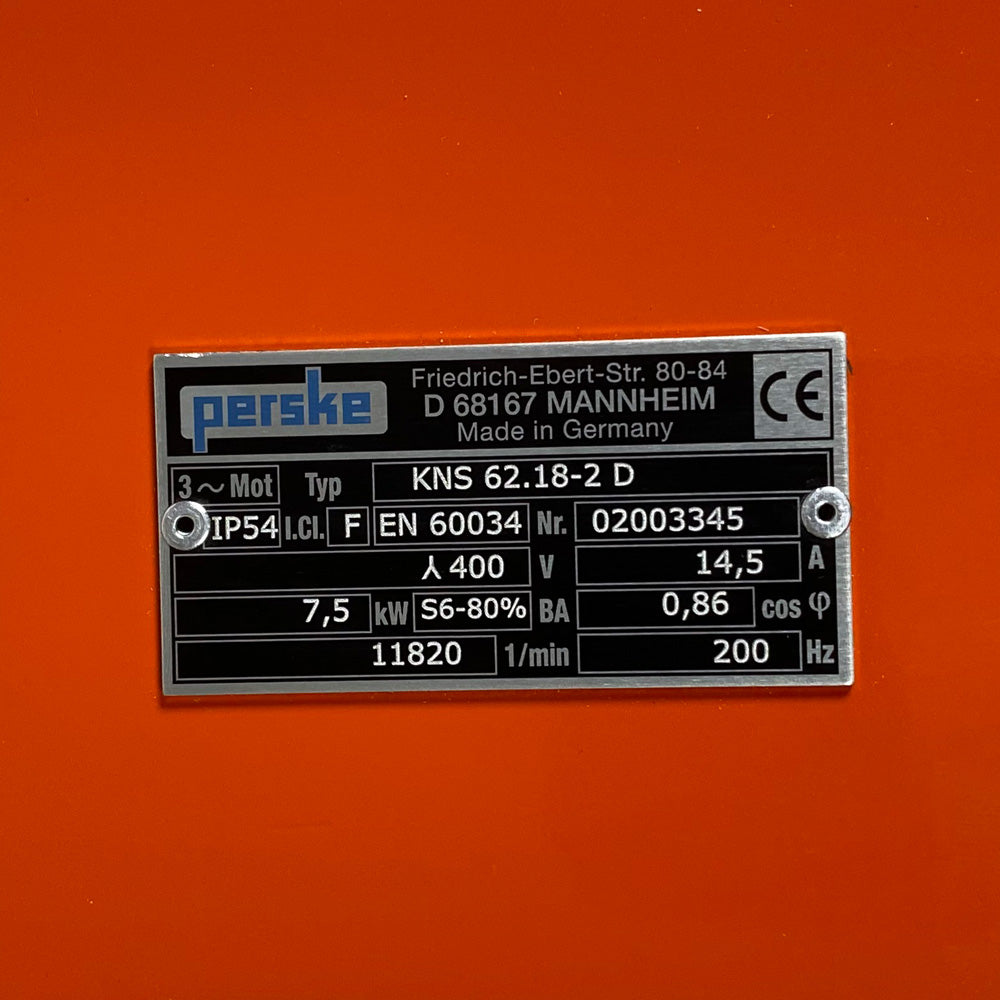 perske
Friedrich-Ebert-Str. 80-84
D 68167 MANNHEIM
Made in Germany
CE
3~Mot Typ KNS 62.18-2 D
IP54 I.Cl. F EN 60034 Nr. 02003345
⅄ 400 V 14,5 A
7,5 kW S6-80% BA 0,86 cos φ
11820 1/min 200 Hz